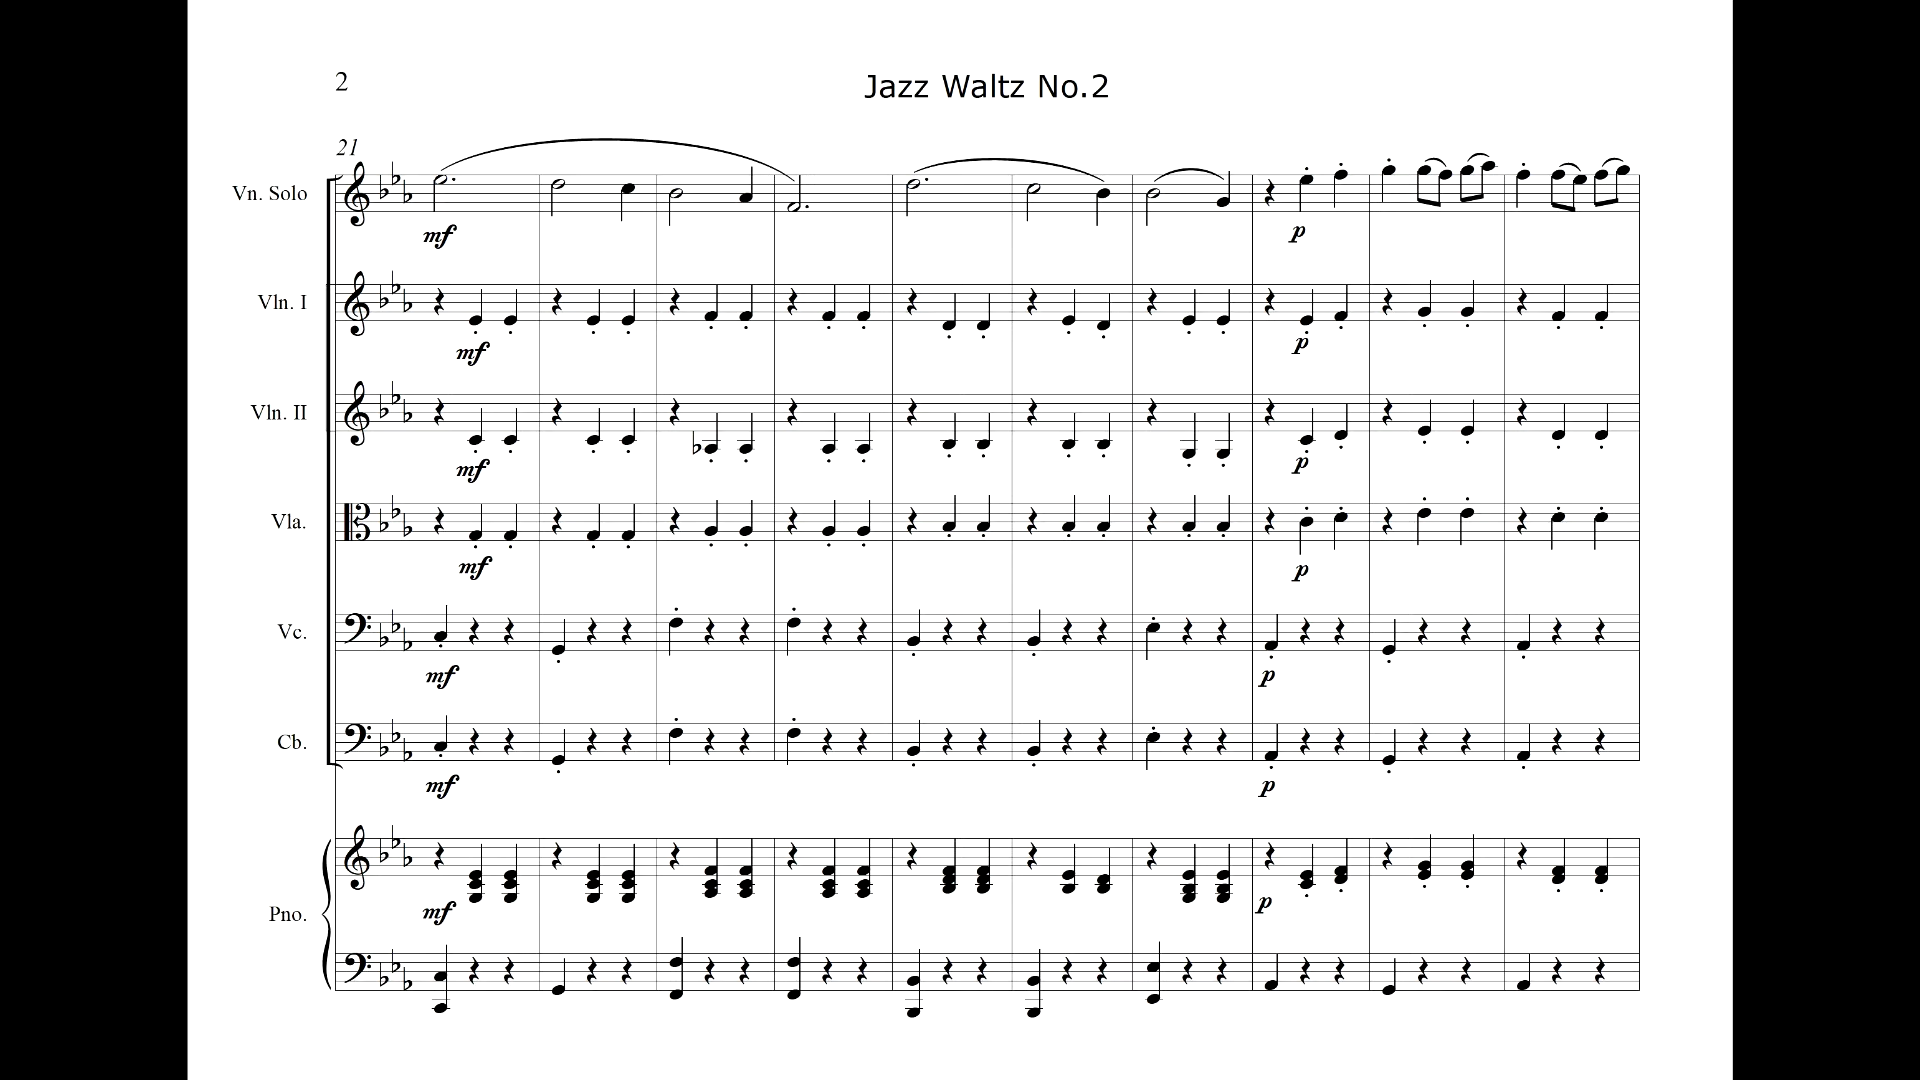 2
Jazz Waltz No.2
21
Vn. Solo
mf
p
Vln. I
mf
p
Vln. II
mf
p
Vla.
mf
p
Vc.
mf
p
Cb.
mf
p
Pno.
mf
p